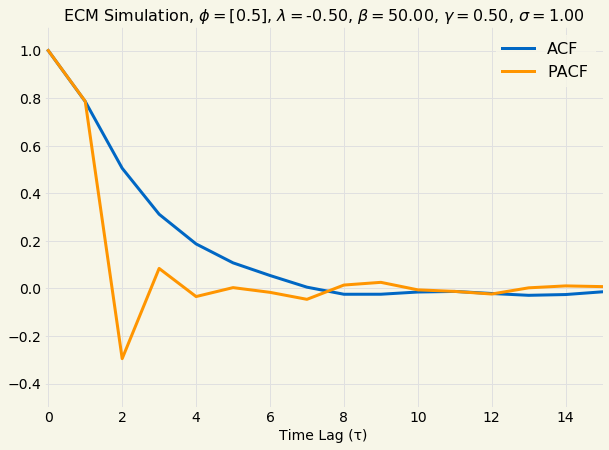 ECM Simulation, ϕ = [0.5], λ = -0.50, β = 50.00, γ = 0.50, σ = 1.00
ACF
PACF
1.0
0.8
0.6
0.4
0.2
0.0
−0.2
−0.4
0 2 4 6 8 10 12 14
Time Lag (τ)